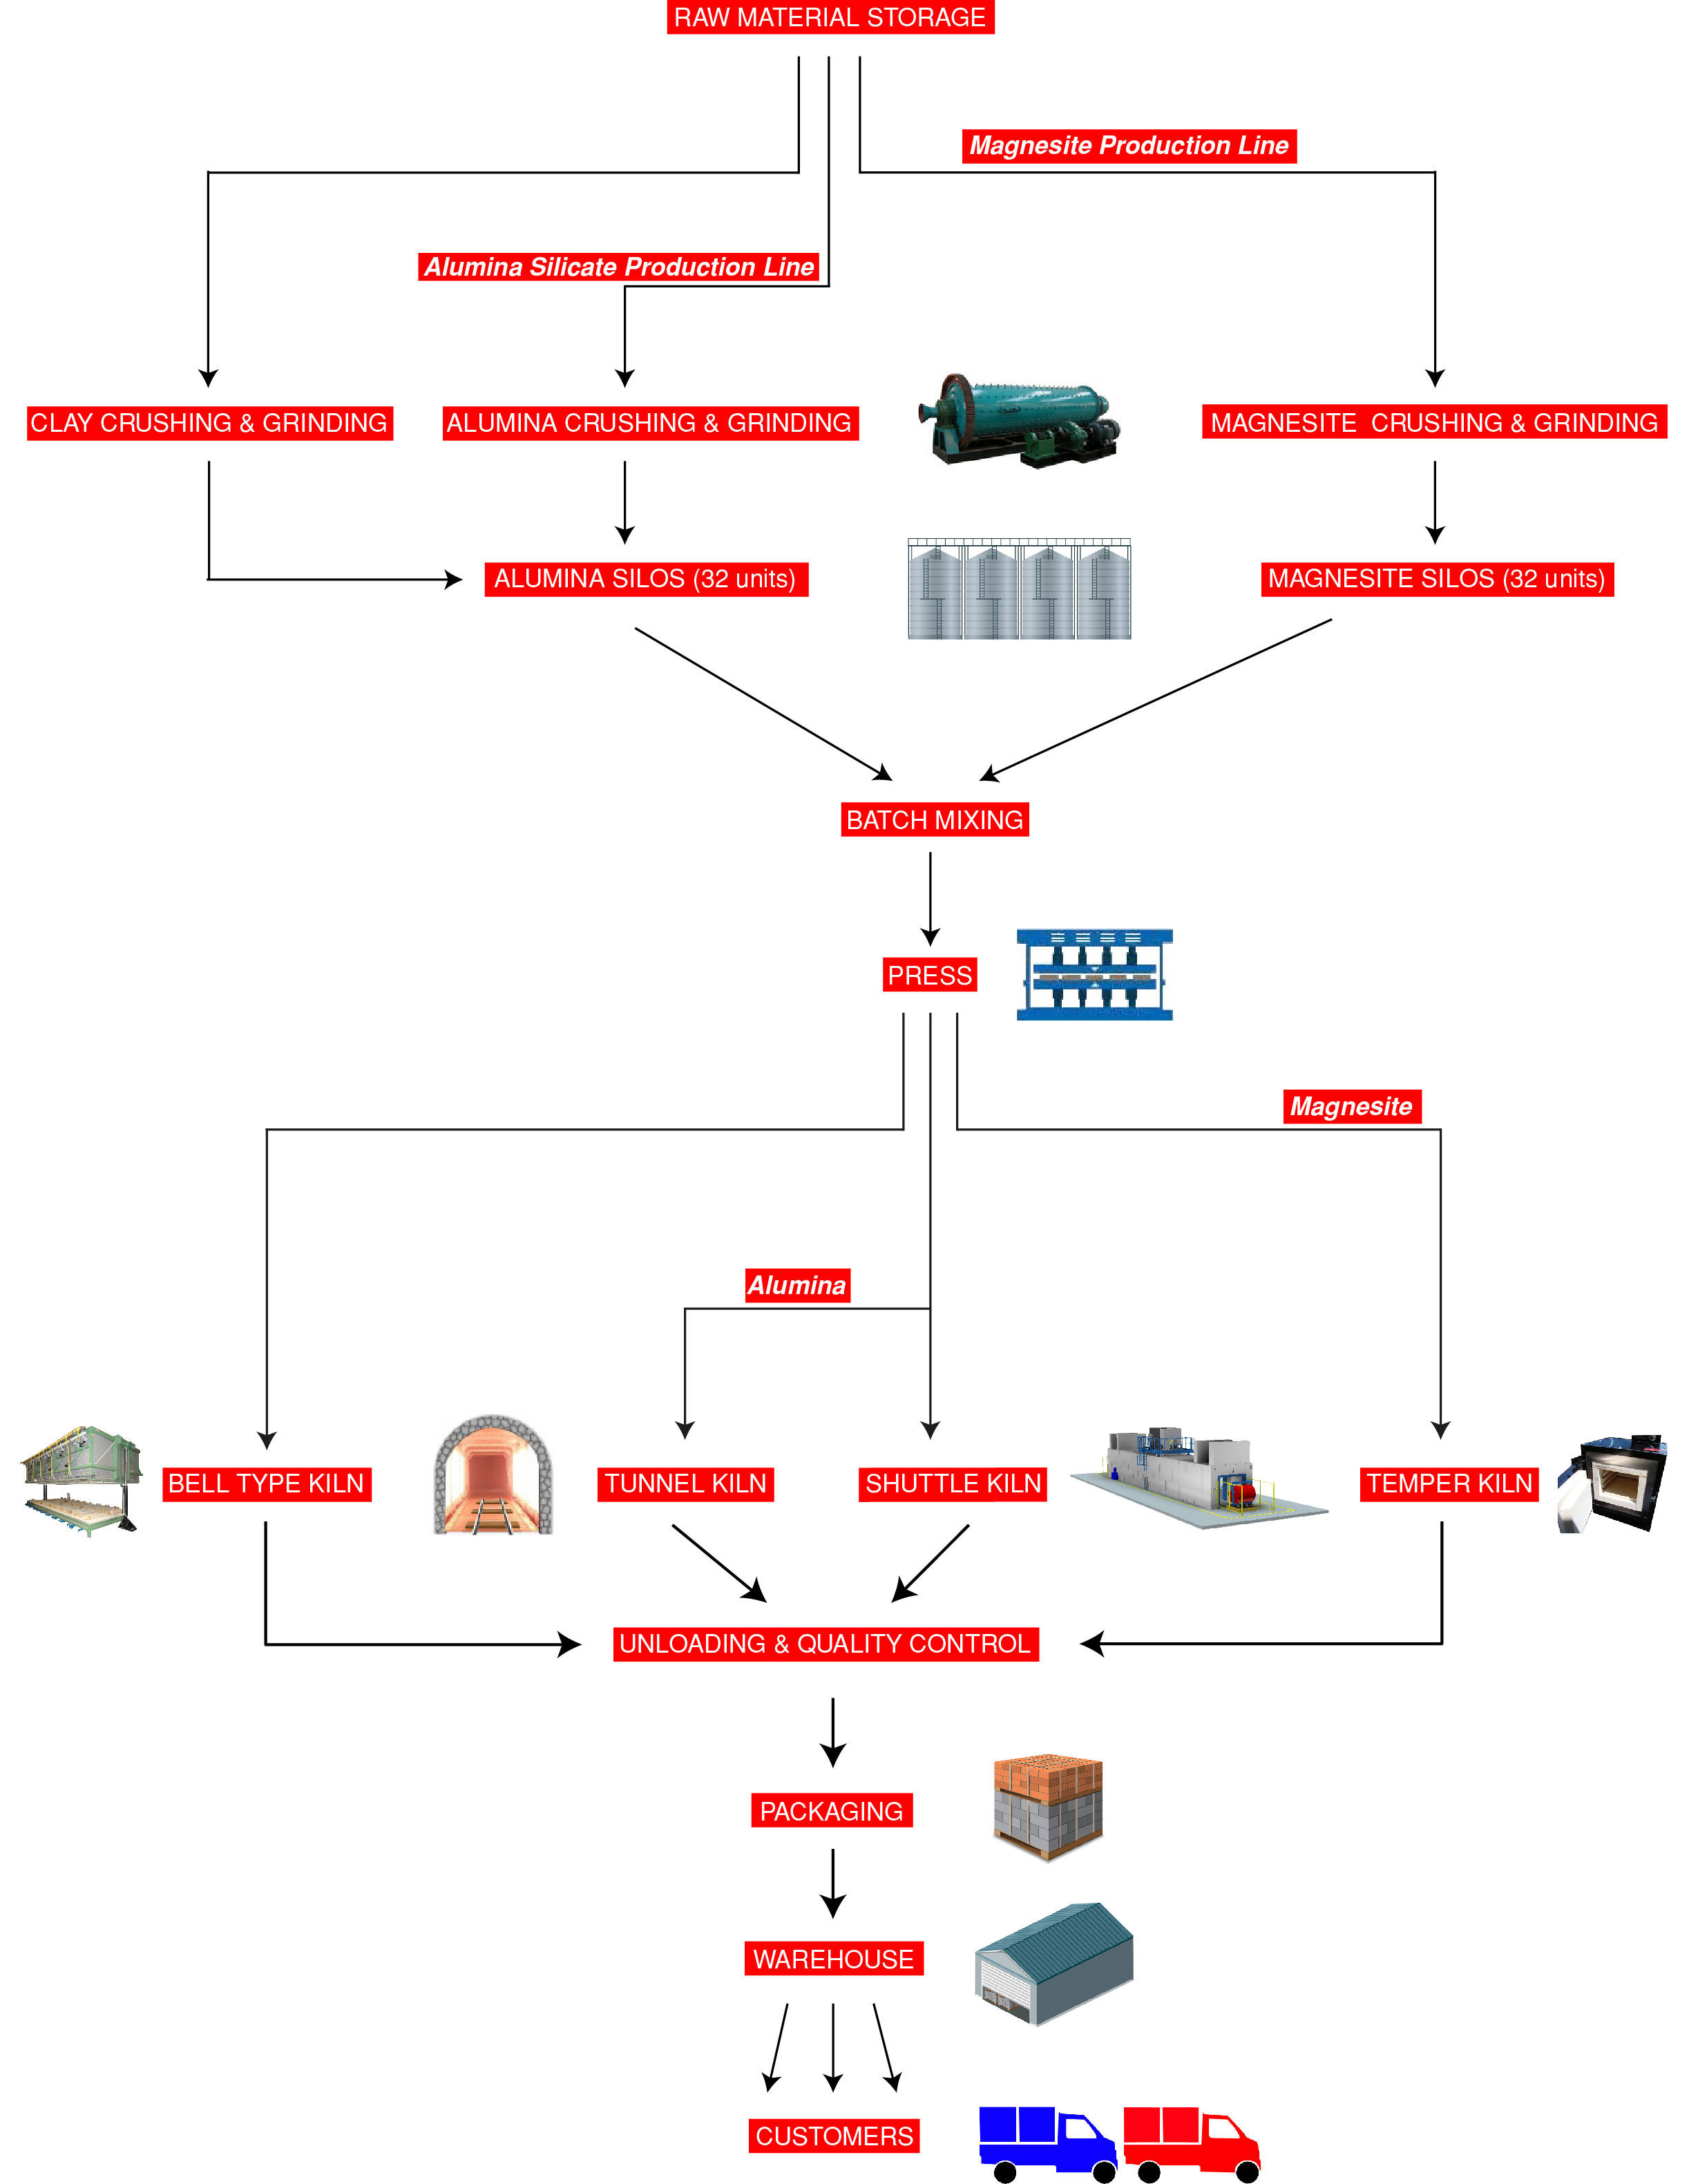 RAW MATERIAL STORAGE
Magnesite Production Line
Alumina Silicate Production Line
CLAY CRUSHING & GRINDING
ALUMINA CRUSHING & GRINDING
MAGNESITE CRUSHING & GRINDING
ALUMINA SILOS (32 units)
MAGNESITE SILOS (32 units)
BATCH MIXING
PRESS
Magnesite
Alumina
BELL TYPE KILN
TUNNEL KILN
SHUTTLE KILN
TEMPER KILN
UNLOADING & QUALITY CONTROL
PACKAGING
WAREHOUSE
CUSTOMERS